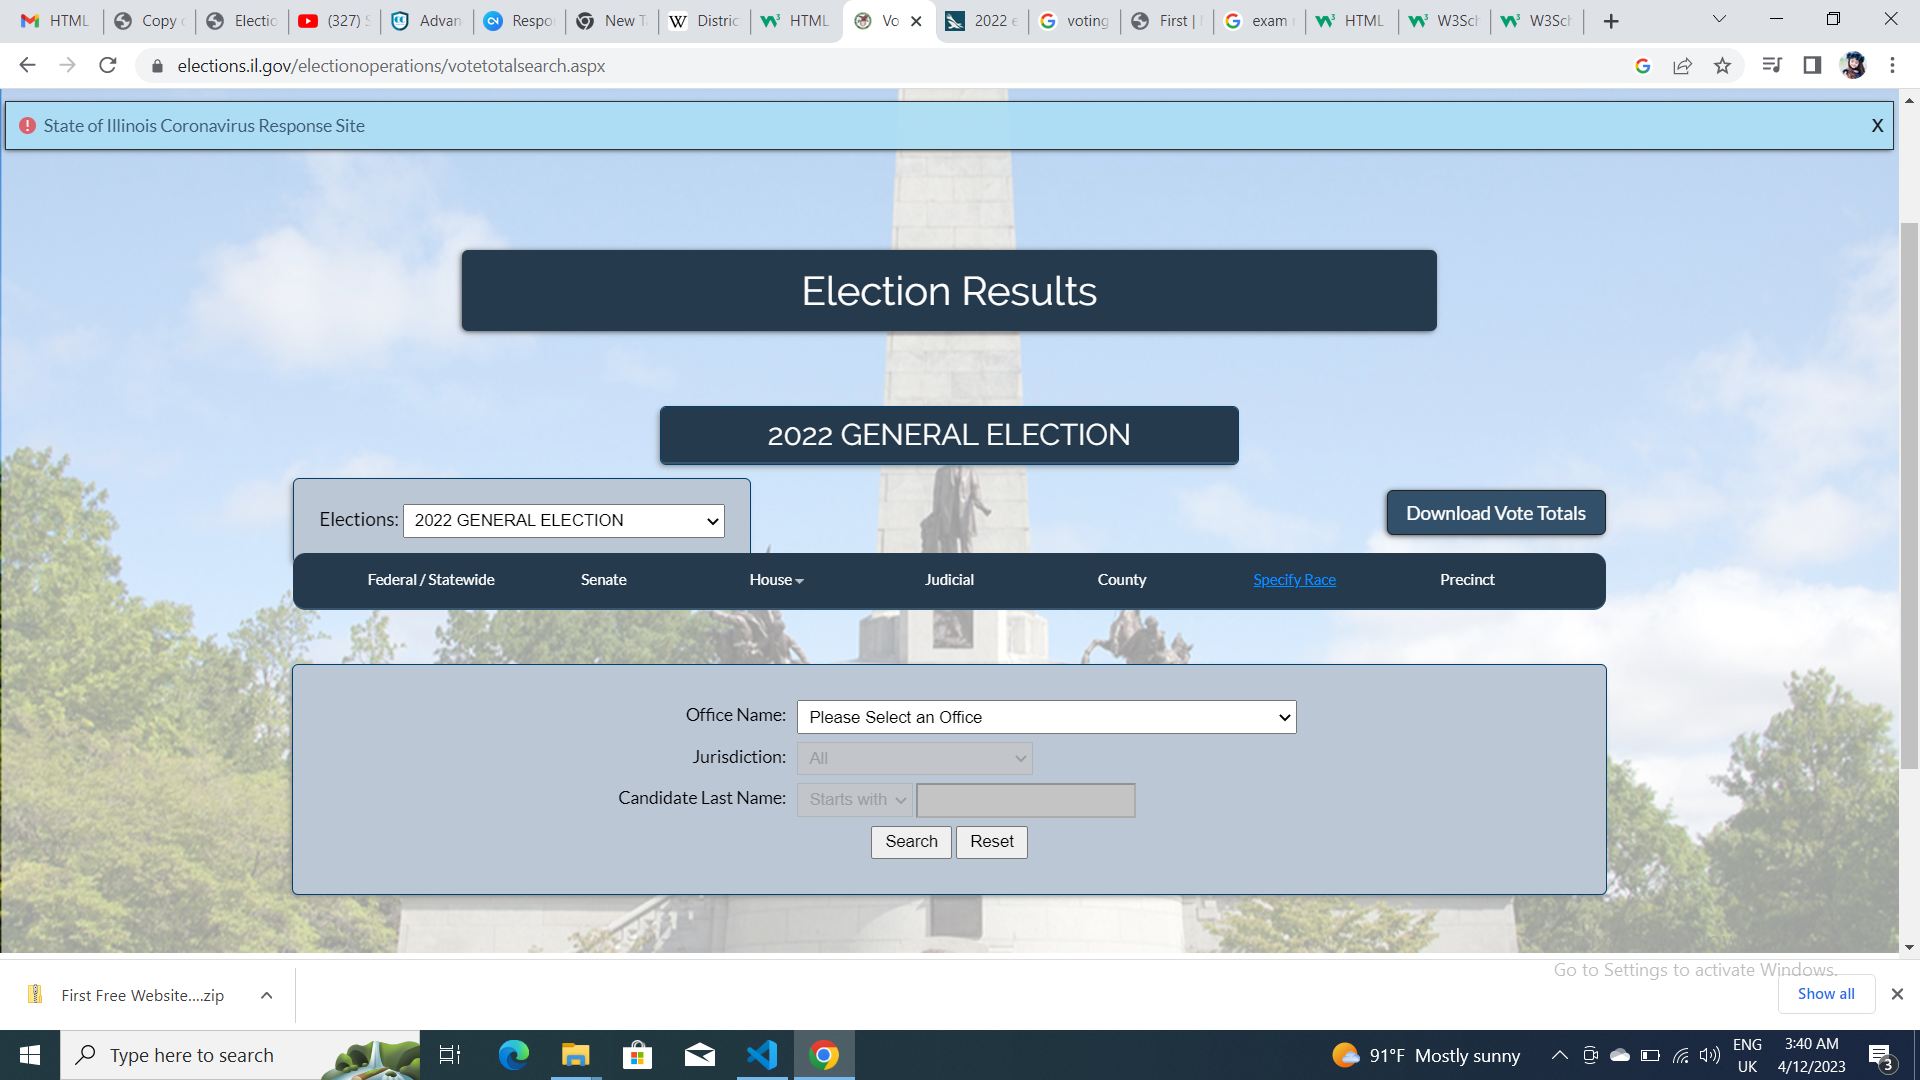 HTML Copy Electio (327) Advan Respo New T Distric HTML Vo 2022 voting First | exam HTML W3Sch W3Sch
elections.il.gov/electionoperations/votetotalsearch.aspx
State of Illinois Coronavirus Response Site X
Election Results
2022 GENERAL ELECTION
Elections: 2022 GENERAL ELECTION
Download Vote Totals
Federal / Statewide Senate House Judicial County Specify Race Precinct
Office Name: Please Select an Office
Jurisdiction: All
Candidate Last Name: Starts with
Search Reset
Go to Settings to activate Windows.
First Free Website....zip Show all
Type here to search
91°F Mostly sunny
ENG
UK
3:40 AM
4/12/2023
3